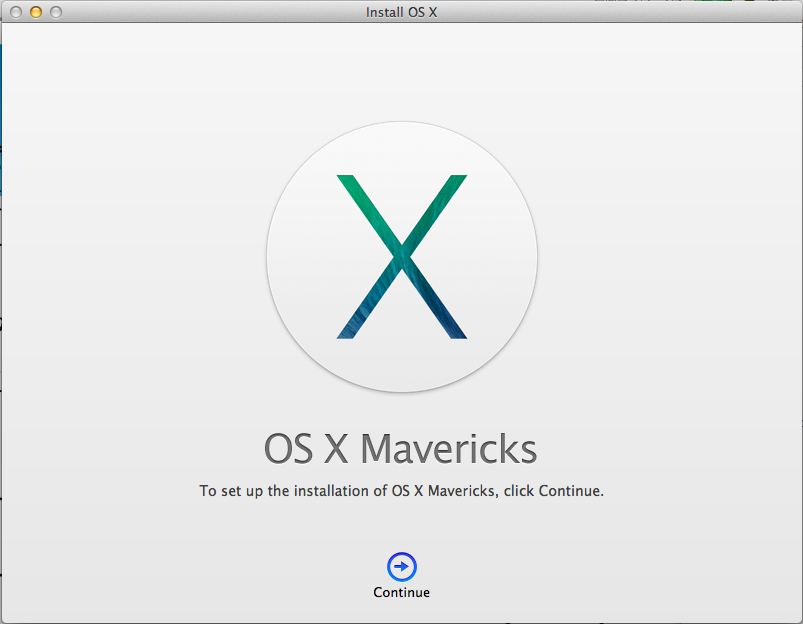 Install OS X
X
OS X Mavericks
To set up the installation of OS X Mavericks, click Continue.
Continue